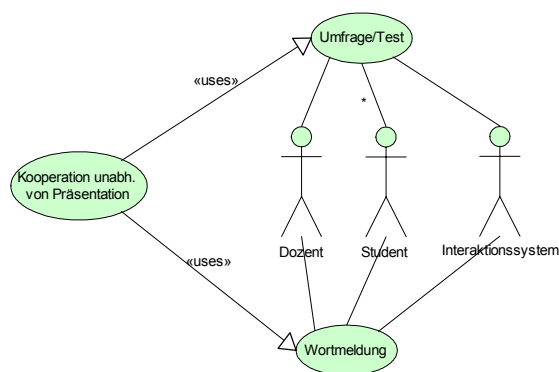 Umfrage/Test
«uses»
*
Kooperation unabh.
von Präsentation
Dozent
Student
Interaktionssystem
«uses»
Wortmeldung